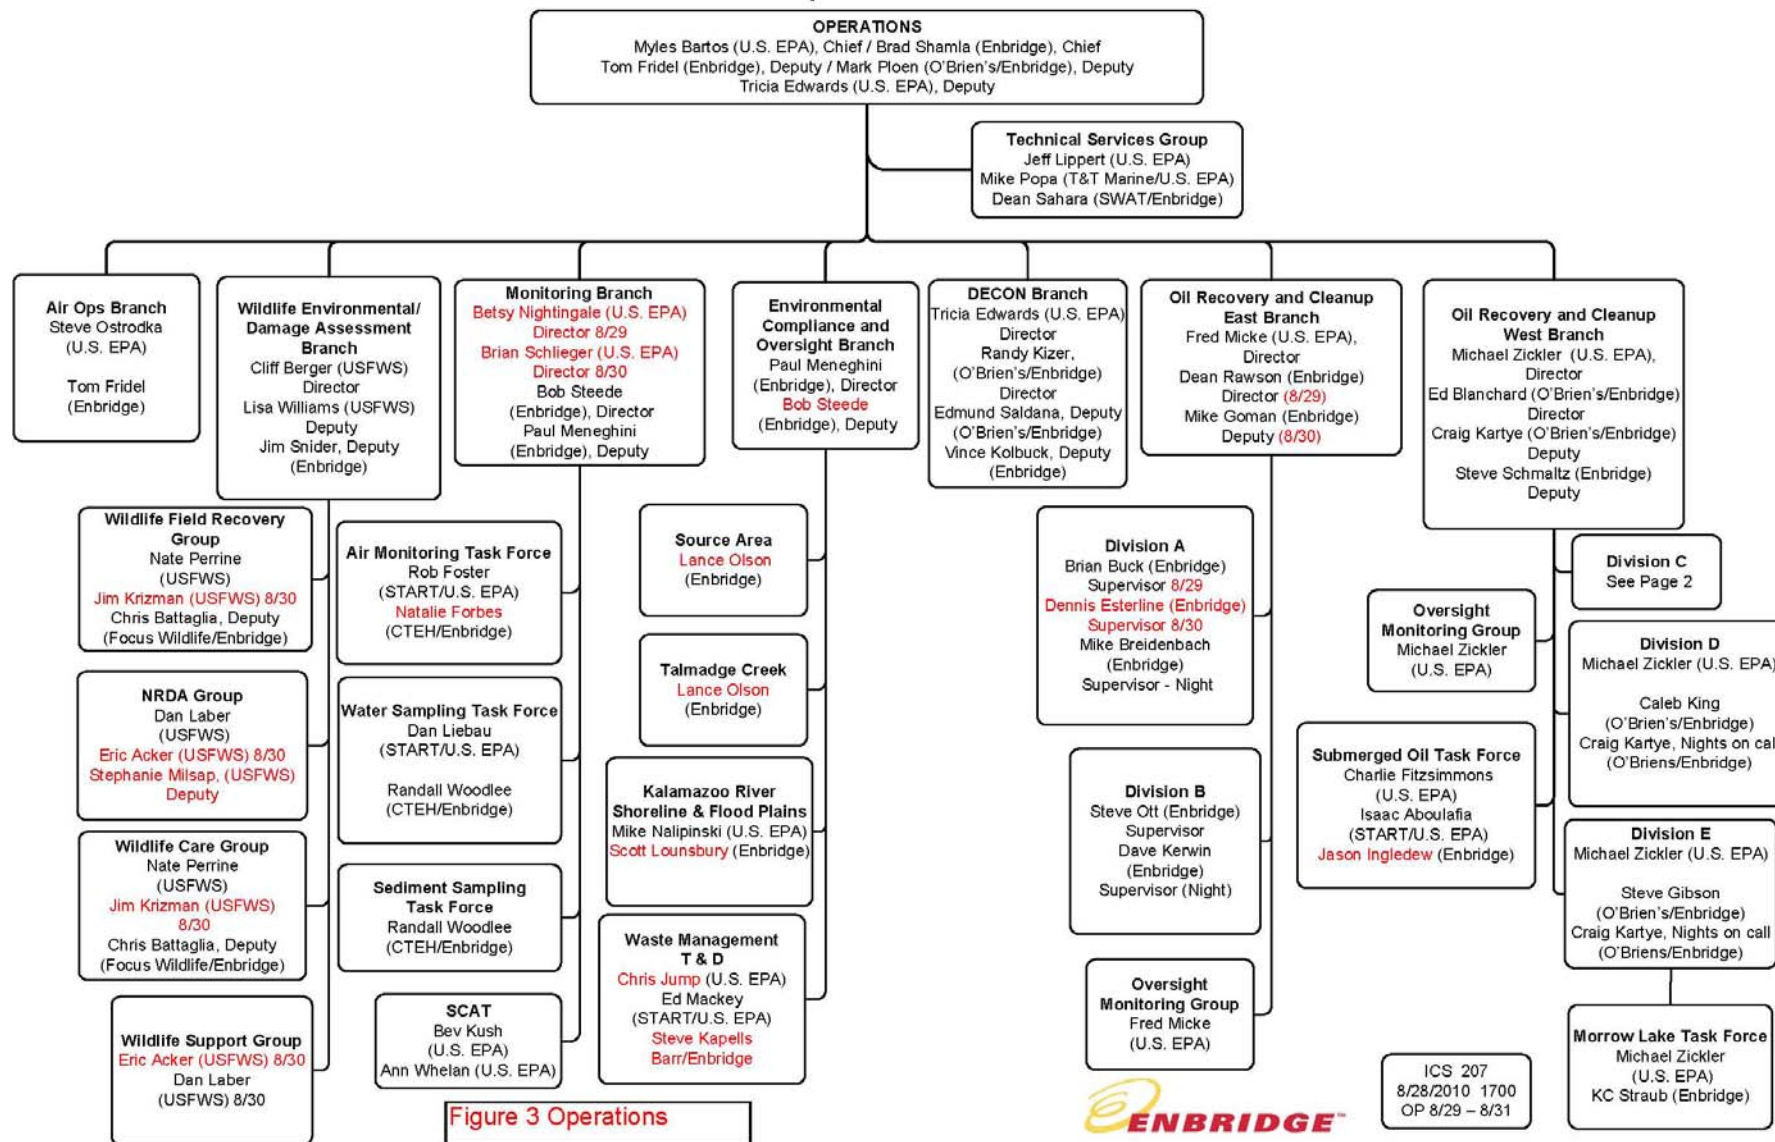 OPERATIONS
Myles Bartos (U.S. EPA), Chief / Brad Shamla (Enbridge), Chief
Tom Fridel (Enbridge), Deputy / Mark Ploen (O'Brien's/Enbridge), Deputy
Tricia Edwards (U.S. EPA), Deputy
Technical Services Group
Jeff Lippert (U.S. EPA)
Mike Popa (T&T Marine/U.S. EPA)
Dean Sahara (SWAT/Enbridge)
Air Ops Branch
Steve Ostrodka
(U.S. EPA)
Tom Fridel
(Enbridge)
Wildlife Environmental/
Damage Assessment
Branch
Cliff Berger (USFWS)
Director
Lisa Williams (USFWS)
Deputy
Jim Snider, Deputy
(Enbridge)
Monitoring Branch
Betsy Nightingale (U.S. EPA)
Director 8/29
Brian Schlieger (U.S. EPA)
Director 8/30
Bob Steede
(Enbridge), Director
Paul Meneghini
(Enbridge), Deputy
Environmental
Compliance and
Oversight Branch
Paul Meneghini
(Enbridge), Director
Bob Steede
(Enbridge), Deputy
DECON Branch
Tricia Edwards (U.S. EPA)
Director
Randy Kizer,
(O'Brien's/Enbridge)
Director
Edmund Saldana, Deputy
(O'Brien's/Enbridge)
Vince Kolbuck, Deputy
(Enbridge)
Oil Recovery and Cleanup
East Branch
Fred Micke (U.S. EPA),
Director
Dean Rawson (Enbridge)
Director (8/29)
Mike Goman (Enbridge)
Deputy (8/30)
Oil Recovery and Cleanup
West Branch
Michael Zickler (U.S. EPA),
Director
Ed Blanchard (O'Brien's/Enbridge)
Director
Craig Kartye (O'Brien's/Enbridge)
Deputy
Steve Schmaltz (Enbridge)
Deputy
Wildlife Field Recovery
Group
Nate Perrine
(USFWS)
Jim Krizman (USFWS) 8/30
Chris Battaglia, Deputy
(Focus Wildlife/Enbridge)
NRDA Group
Dan Laber
(USFWS)
Eric Acker (USFWS) 8/30
Stephanie Milsap, (USFWS)
Deputy
Wildlife Care Group
Nate Perrine
(USFWS)
Jim Krizman (USFWS)
8/30
Chris Battaglia, Deputy
(Focus Wildlife/Enbridge)
Wildlife Support Group
Eric Acker (USFWS) 8/30
Dan Laber
(USFWS) 8/30
Air Monitoring Task Force
Rob Foster
(START/U.S. EPA)
Natalie Forbes
(CTEH/Enbridge)
Water Sampling Task Force
Dan Liebau
(START/U.S. EPA)
Randall Woodlee
(CTEH/Enbridge)
Sediment Sampling
Task Force
Randall Woodlee
(CTEH/Enbridge)
SCAT
Bev Kush
(U.S. EPA)
Ann Whelan (U.S. EPA)
Source Area
Lance Olson
(Enbridge)
Talmadge Creek
Lance Olson
(Enbridge)
Kalamazoo River
Shoreline & Flood Plains
Mike Nalipinski (U.S. EPA)
Scott Lounsbury (Enbridge)
Waste Management
T & D
Chris Jump (U.S. EPA)
Ed Mackey
(START/U.S. EPA)
Steve Kapells
Barr/Enbridge
Division A
Brian Buck (Enbridge)
Supervisor 8/29
Dennis Esterline (Enbridge)
Supervisor 8/30
Mike Breidenbach
(Enbridge)
Supervisor - Night
Division B
Steve Ott (Enbridge)
Supervisor
Dave Kerwin
(Enbridge)
Supervisor (Night)
Oversight
Monitoring Group
Fred Micke
(U.S. EPA)
Division C
See Page 2
Oversight
Monitoring Group
Michael Zickler
(U.S. EPA)
Division D
Michael Zickler (U.S. EPA)
Caleb King
(O'Brien's/Enbridge)
Craig Kartye, Nights on call
(O'Briens/Enbridge)
Submerged Oil Task Force
Charlie Fitzsimmons
(U.S. EPA)
Isaac Aboulafia
(START/U.S. EPA)
Jason Ingledew (Enbridge)
Division E
Michael Zickler (U.S. EPA)
Steve Gibson
(O'Brien's/Enbridge)
Craig Kartye, Nights on call
(O'Briens/Enbridge)
Morrow Lake Task Force
Michael Zickler
(U.S. EPA)
KC Straub (Enbridge)
ICS 207
8/28/2010 1700
OP 8/29 – 8/31
ENBRIDGE™
Figure 3 Operations